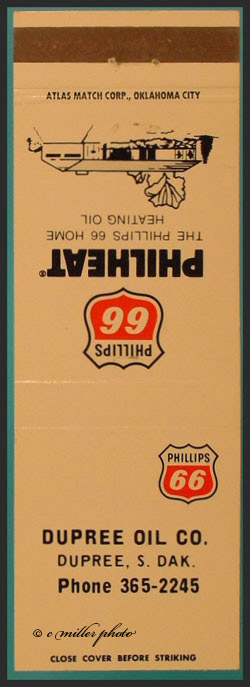 ATLAS MATCH CORP., OKLAHOMA CITY
PHILLIPS
66
PHILHEAT®
THE PHILLIPS 66 HOME
HEATING OIL
PHILLIPS
66
DUPREE OIL CO.
DUPREE, S. DAK.
Phone 365-2245
© c miller photo
CLOSE COVER BEFORE STRIKING